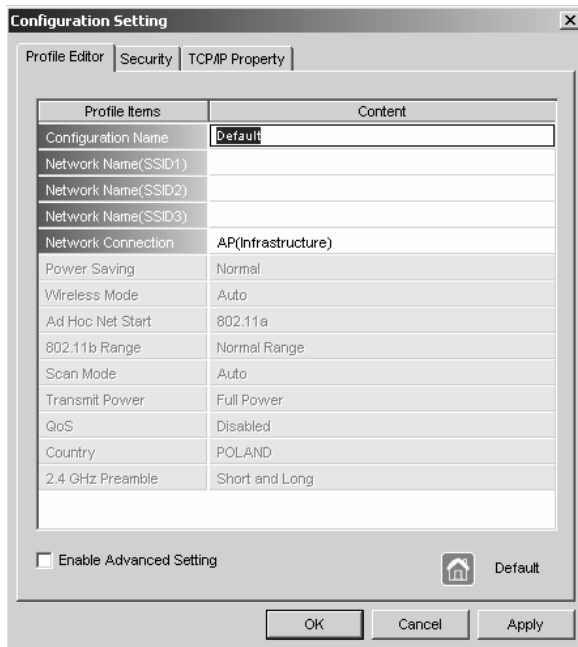 Configuration Setting
Profile Editor Security TCP/IP Property
Profile Items Content
Configuration Name Default
Network Name(SSID1)
Network Name(SSID2)
Network Name(SSID3)
Network Connection AP(Infrastructure)
Power Saving Normal
Wireless Mode Auto
Ad Hoc Net Start 802.11a
802.11b Range Normal Range
Scan Mode Auto
Transmit Power Full Power
QoS Disabled
Country POLAND
2.4 GHz Preamble Short and Long
Enable Advanced Setting
Default
OK Cancel Apply